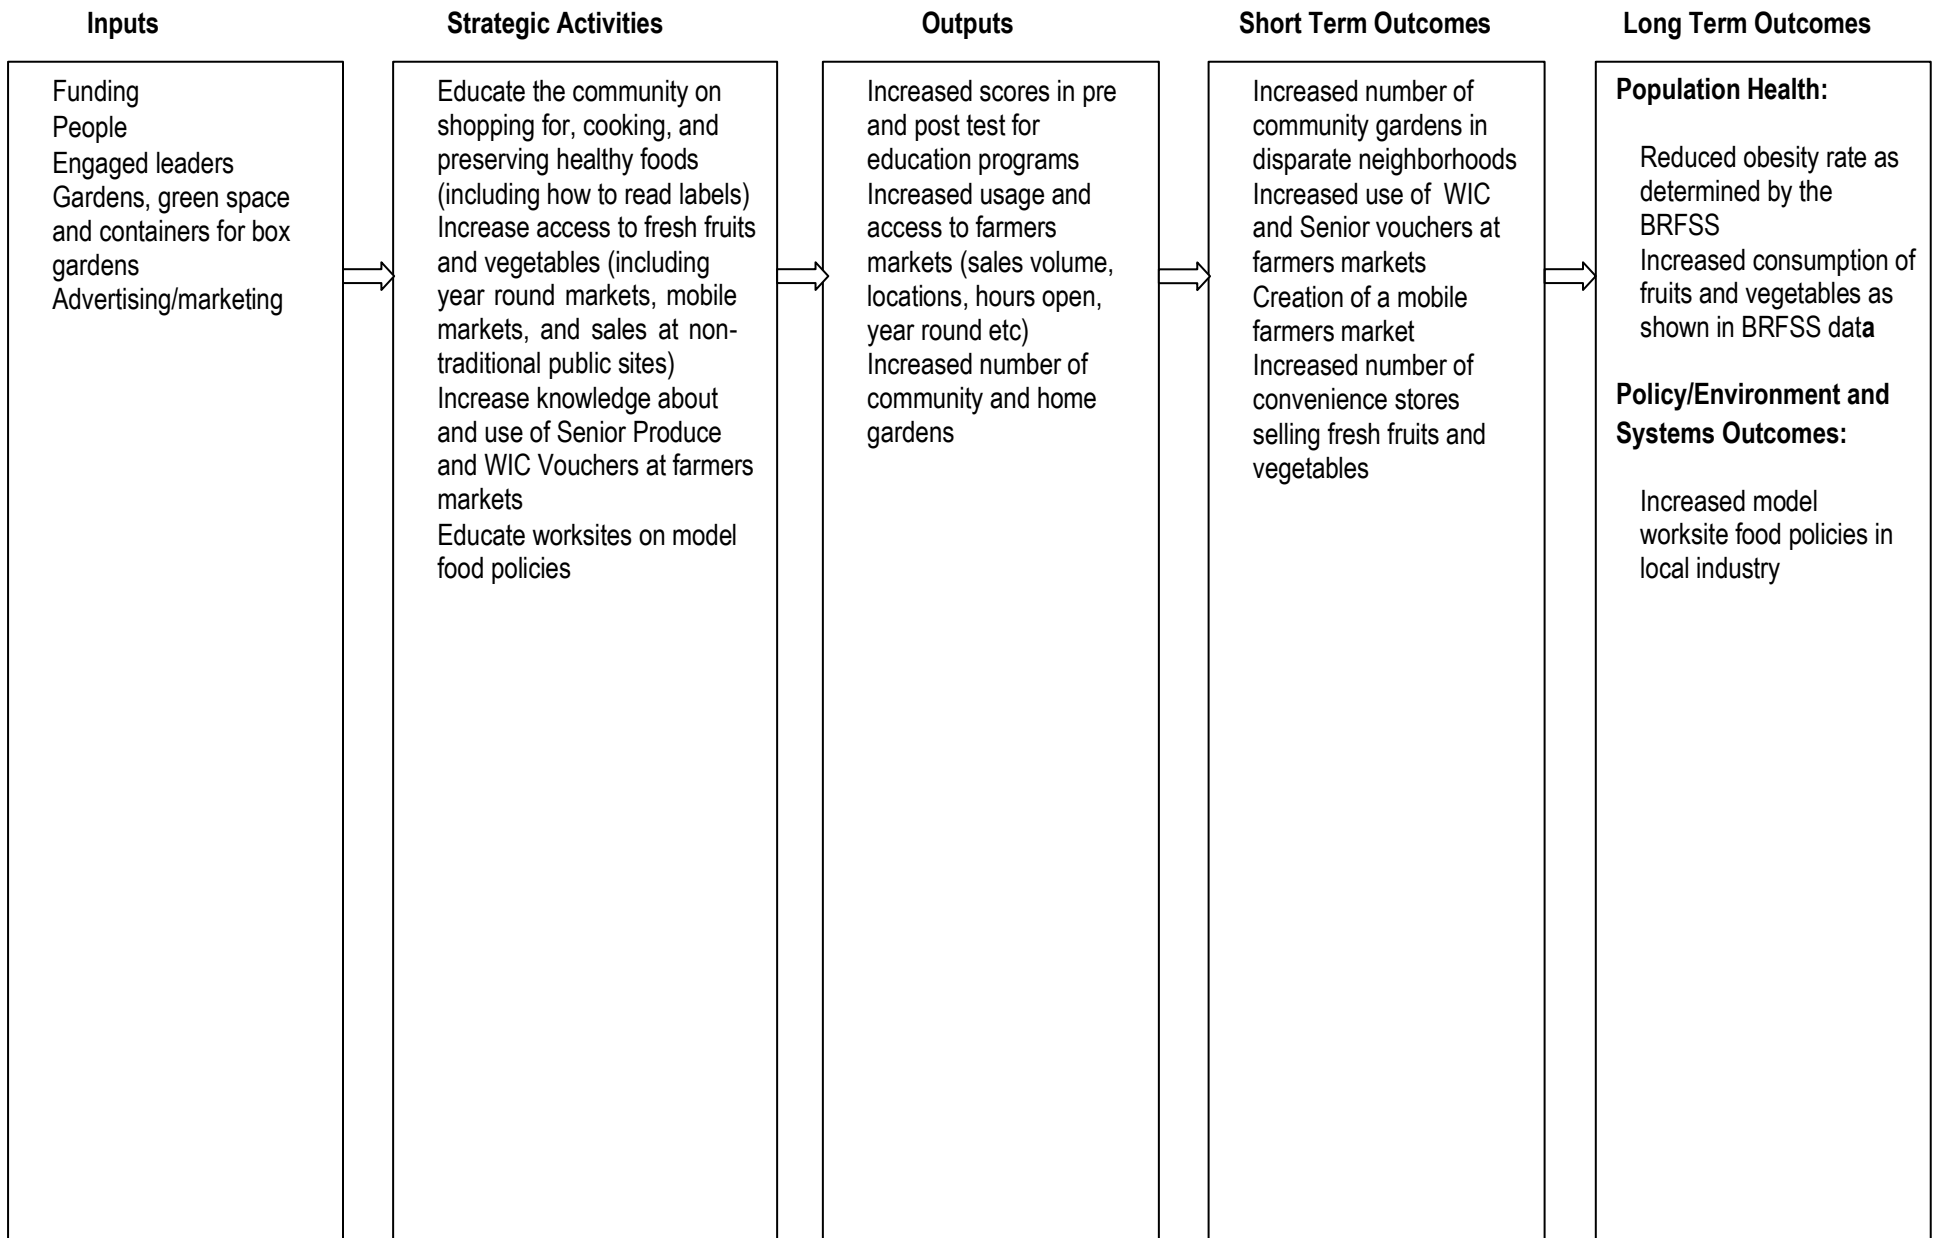 Inputs
Strategic Activities
Outputs
Short Term Outcomes
Long Term Outcomes
Funding
People
Engaged leaders
Gardens, green space
and containers for box
gardens
Advertising/marketing
Educate the community on
shopping for, cooking, and
preserving healthy foods
(including how to read labels)
Increase access to fresh fruits
and vegetables (including
year round markets, mobile
markets, and sales at non-
traditional public sites)
Increase knowledge about
and use of Senior Produce
and WIC Vouchers at farmers
markets
Educate worksites on model
food policies
Increased scores in pre
and post test for
education programs
Increased usage and
access to farmers
markets (sales volume,
locations, hours open,
year round etc)
Increased number of
community and home
gardens
Increased number of
community gardens in
disparate neighborhoods
Increased use of WIC
and Senior vouchers at
farmers markets
Creation of a mobile
farmers market
Increased number of
convenience stores
selling fresh fruits and
vegetables
Population Health:
Reduced obesity rate as
determined by the
BRFSS
Increased consumption of
fruits and vegetables as
shown in BRFSS data
Policy/Environment and
Systems Outcomes:
Increased model
worksite food policies in
local industry